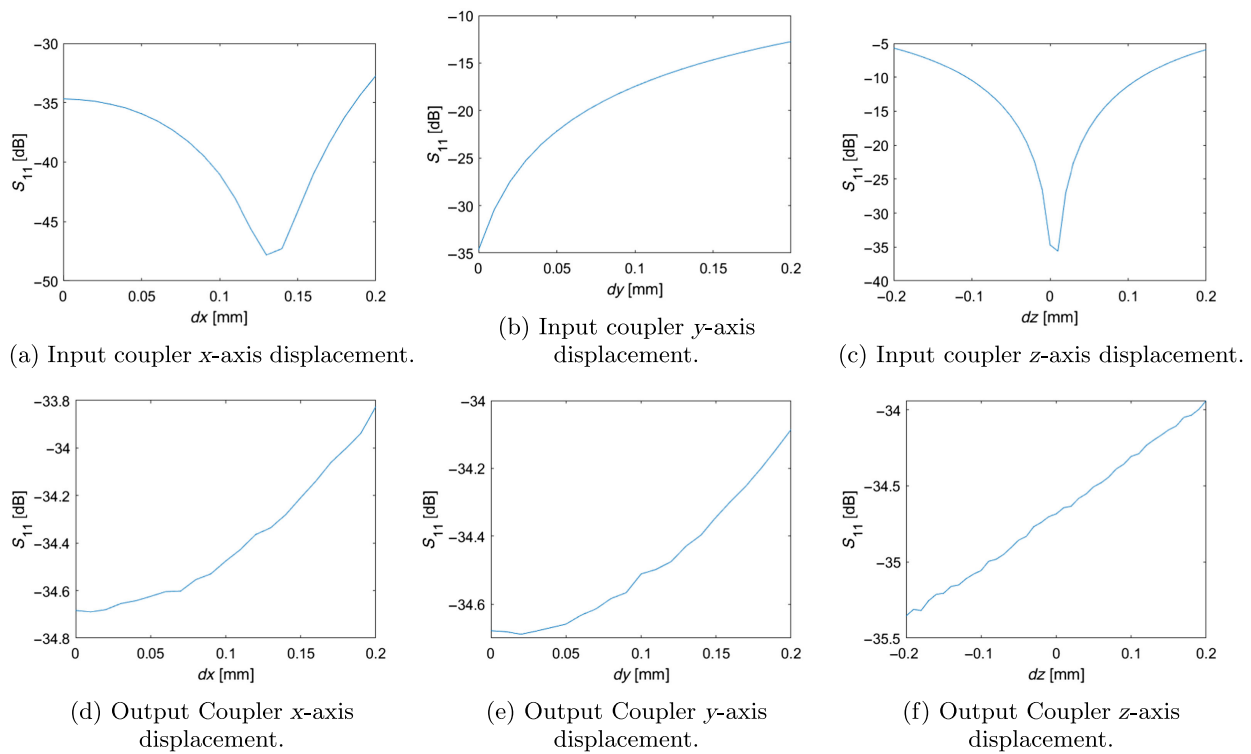 −30
−35
−40
−45
−50
S11 [dB]
0 0.05 0.1 0.15 0.2
dx [mm]
(a) Input coupler x-axis displacement.
−10
−15
−20
−25
−30
−35
S11 [dB]
0 0.05 0.1 0.15 0.2
dy [mm]
(b) Input coupler y-axis
displacement.
−5
−10
−15
−20
−25
−30
−35
−40
S11 [dB]
−0.2 −0.1 0 0.1 0.2
dz [mm]
(c) Input coupler z-axis displacement.
−33.8
−34
−34.2
−34.4
−34.6
−34.8
S11 [dB]
0 0.05 0.1 0.15 0.2
dx [mm]
(d) Output Coupler x-axis
displacement.
−34
−34.2
−34.4
−34.6
S11 [dB]
0 0.05 0.1 0.15 0.2
dy [mm]
(e) Output Coupler y-axis
displacement.
−34
−34.5
−35
−35.5
S11 [dB]
−0.2 −0.1 0 0.1 0.2
dz [mm]
(f) Output Coupler z-axis
displacement.